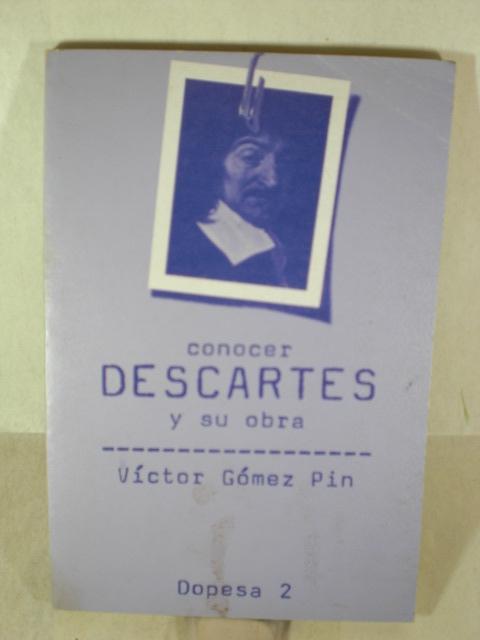 conocer
DESCARTES
y su obra
Víctor Gómez Pin
Dopesa 2